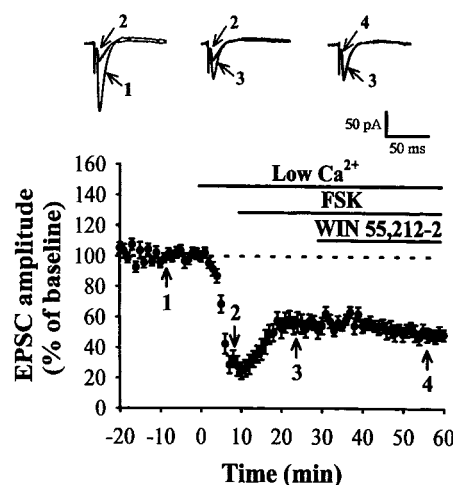 2 2 4
1 3 3
50 pA
50 ms
160
140
120
100
80
60
40
20
0
EPSC amplitude
(% of baseline)
Low Ca²⁺
FSK
WIN 55,212-2
1 2 3 4
-20 -10 0 10 20 30 40 50 60
Time (min)